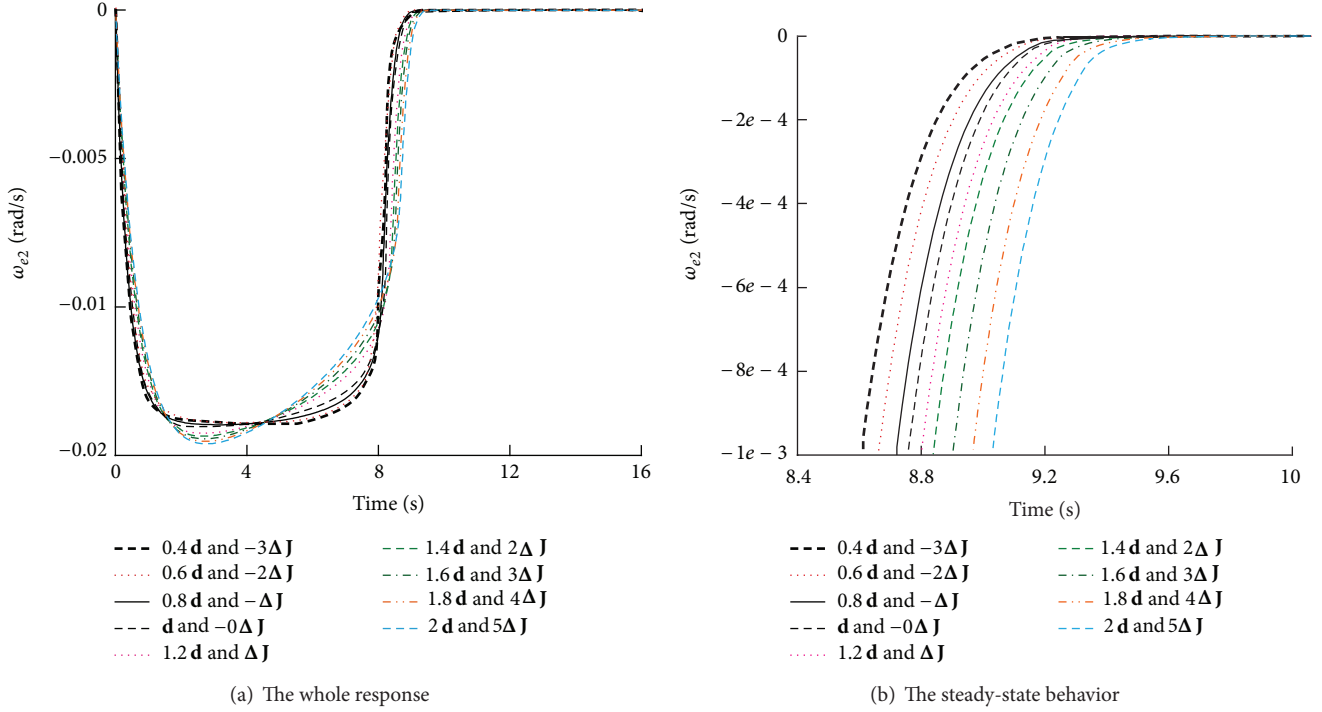 0
−0.005
−0.01
−0.02
ω_{e2} (rad/s)
0 4 8 12 16
Time (s)
0.4 d and −3Δ J
0.6 d and −2Δ J
0.8 d and −Δ J
d and −0Δ J
1.2 d and Δ J
1.4 d and 2Δ J
1.6 d and 3Δ J
1.8 d and 4Δ J
2 d and 5Δ J
(a) The whole response
0
−2e − 4
−4e − 4
−6e − 4
−8e − 4
−1e − 3
ω_{e2} (rad/s)
8.4 8.8 9.2 9.6 10
Time (s)
0.4 d and −3Δ J
0.6 d and −2Δ J
0.8 d and −Δ J
d and −0Δ J
1.2 d and Δ J
1.4 d and 2Δ J
1.6 d and 3Δ J
1.8 d and 4Δ J
2 d and 5Δ J
(b) The steady-state behavior